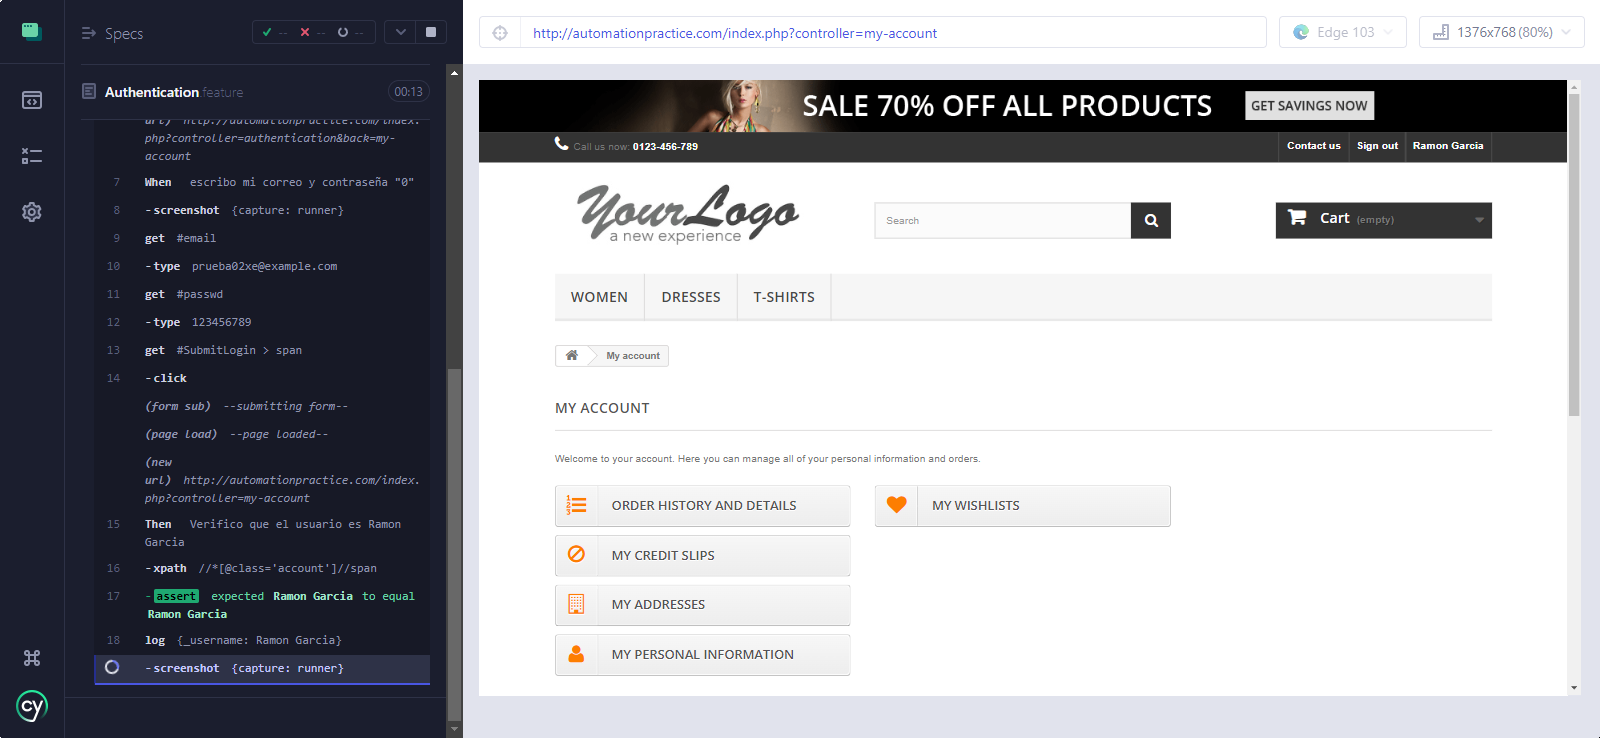 Specs
--
--
--
Authentication.feature
00:13
url) http://automationpractice.com/index.
php?controller=authentication&back=my-
account
7 When escribo mi correo y contraseña "0"
8 -screenshot {capture: runner}
9 get #email
10 -type prueba02xe@example.com
11 get #passwd
12 -type 123456789
13 get #SubmitLogin > span
14 -click
(form sub) --submitting form--
(page load) --page loaded--
(new
url) http://automationpractice.com/index.
php?controller=my-account
15 Then Verifico que el usuario es Ramon
Garcia
16 -xpath //*[@class='account']//span
17 -assert expected Ramon Garcia to equal
Ramon Garcia
18 log {_username: Ramon Garcia}
-screenshot {capture: runner}
cy
http://automationpractice.com/index.php?controller=my-account
Edge 103
1376x768 (80%)
SALE 70% OFF ALL PRODUCTS
GET SAVINGS NOW
Call us now: 0123-456-789
Contact us
Sign out
Ramon Garcia
Your Logo
a new experience
Search
Cart (empty)
WOMEN
DRESSES
T-SHIRTS
My account
MY ACCOUNT
Welcome to your account. Here you can manage all of your personal information and orders.
ORDER HISTORY AND DETAILS
MY WISHLISTS
MY CREDIT SLIPS
MY ADDRESSES
MY PERSONAL INFORMATION